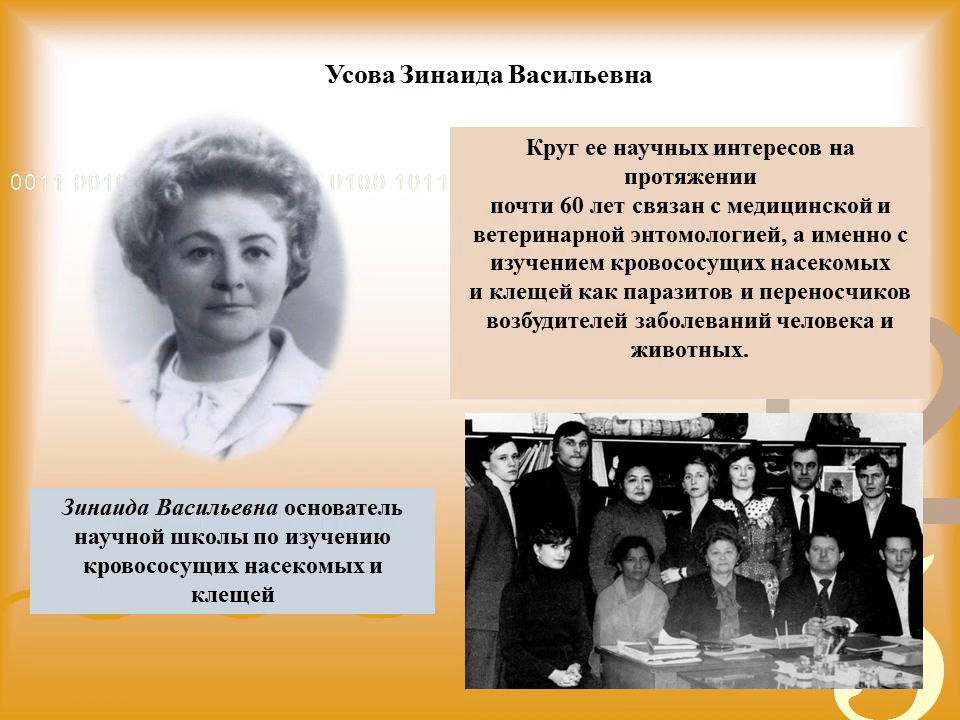 Усова Зинаида Васильевна
0011 0010
0100 1011
Круг ее научных интересов на
протяжении
почти 60 лет связан с медицинской и
ветеринарной энтомологией, а именно с
изучением кровососущих насекомых
и клещей как паразитов и переносчиков
возбудителей заболеваний человека и
животных.
Зинаида Васильевна основатель
научной школы по изучению
кровососущих насекомых и
клещей